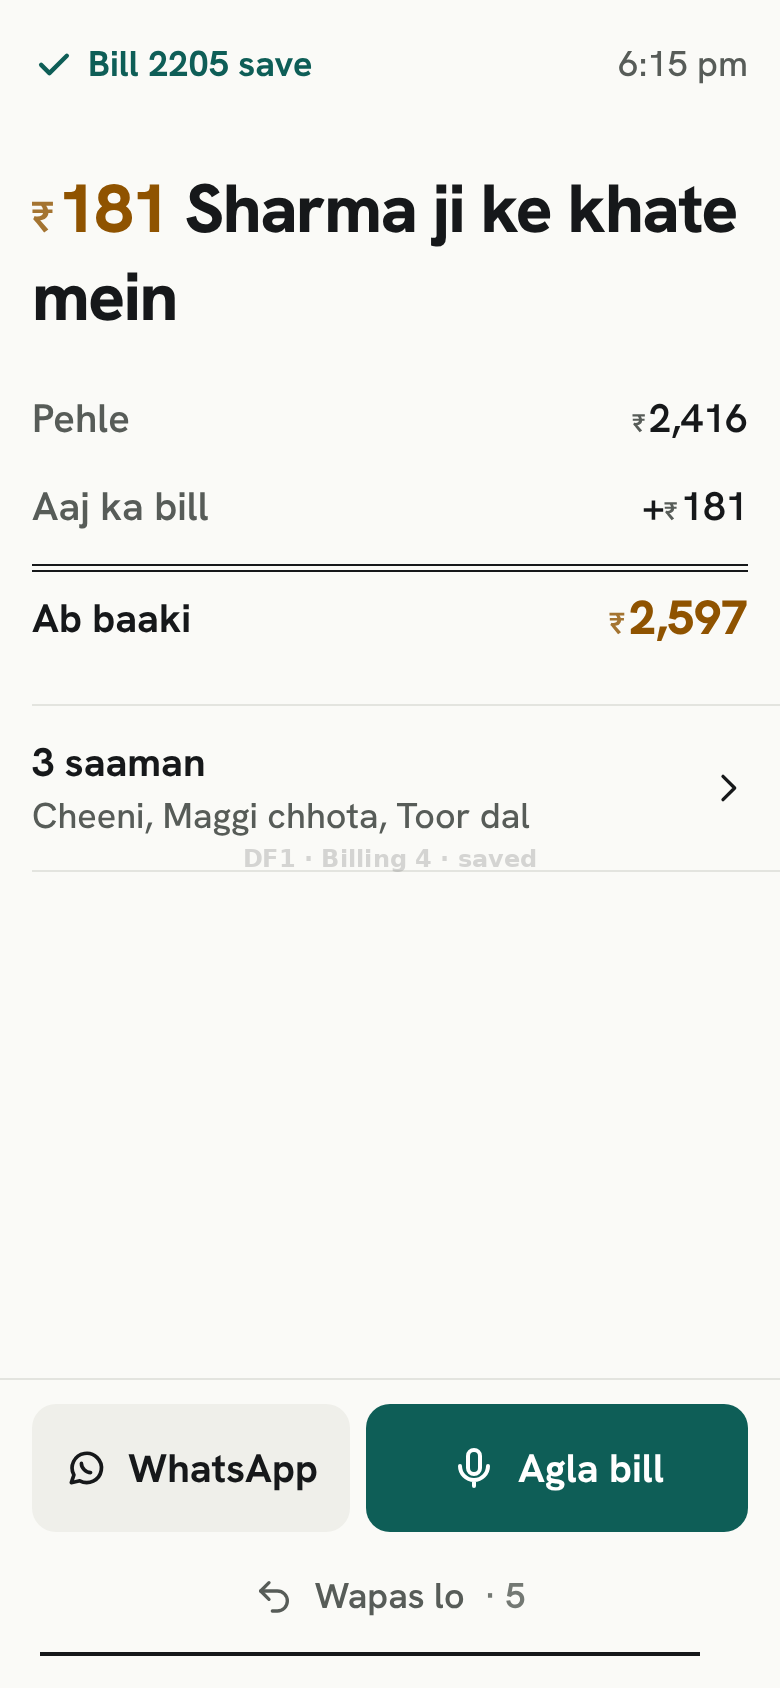 Bill 2205 save
6:15 pm
₹181 Sharma ji ke khate
mein
Pehle ₹2,416
Aaj ka bill +₹181
Ab baaki ₹2,597
3 saaman
Cheeni, Maggi chhota, Toor dal
DF1 · Billing 4 · saved
WhatsApp
Agla bill
Wapas lo · 5